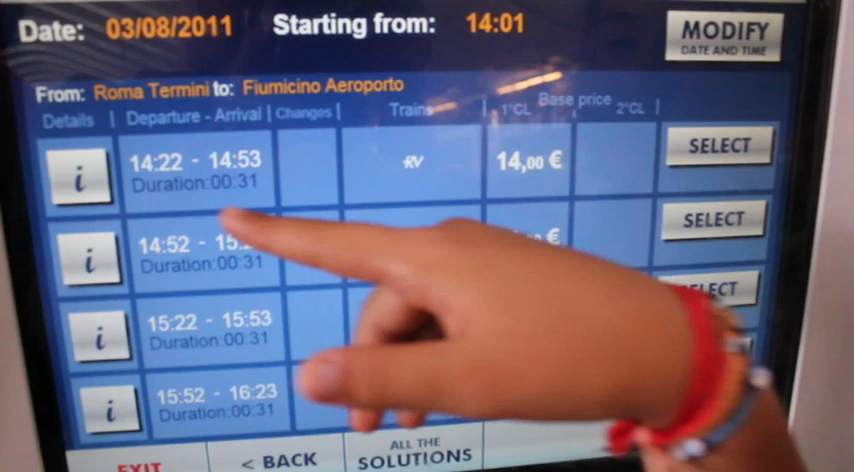 Date: 03/08/2011 Starting from: 14:01
MODIFY
DATE AND TIME
From: Roma Termini to: Fiumicino Aeroporto
Details | Departure - Arrival | Changes | Trains | 1°CL Base price 2°CL |
i 14:22 - 14:53 RV 14,00 € SELECT
Duration:00:31
i 14:52 - 15: € SELECT
Duration:00:31
i 15:22 - 15:53
Duration:00:31
i 15:52 - 16:23
Duration:00:31
EXIT < BACK ALL THE
SOLUTIONS